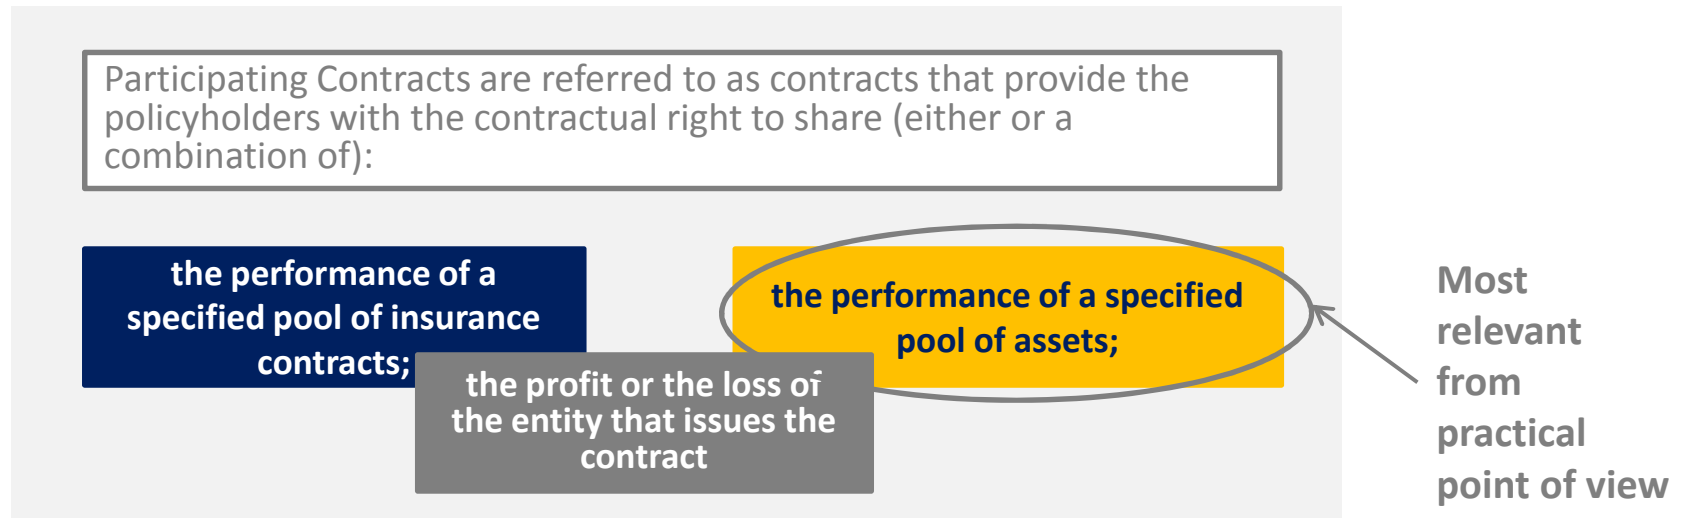 Participating Contracts are referred to as contracts that provide the
policyholders with the contractual right to share (either or a
combination of):
the performance of a
specified pool of insurance
contracts;
the performance of a specified
pool of assets;
the profit or the loss of
the entity that issues the
contract
Most
relevant
from
practical
point of view